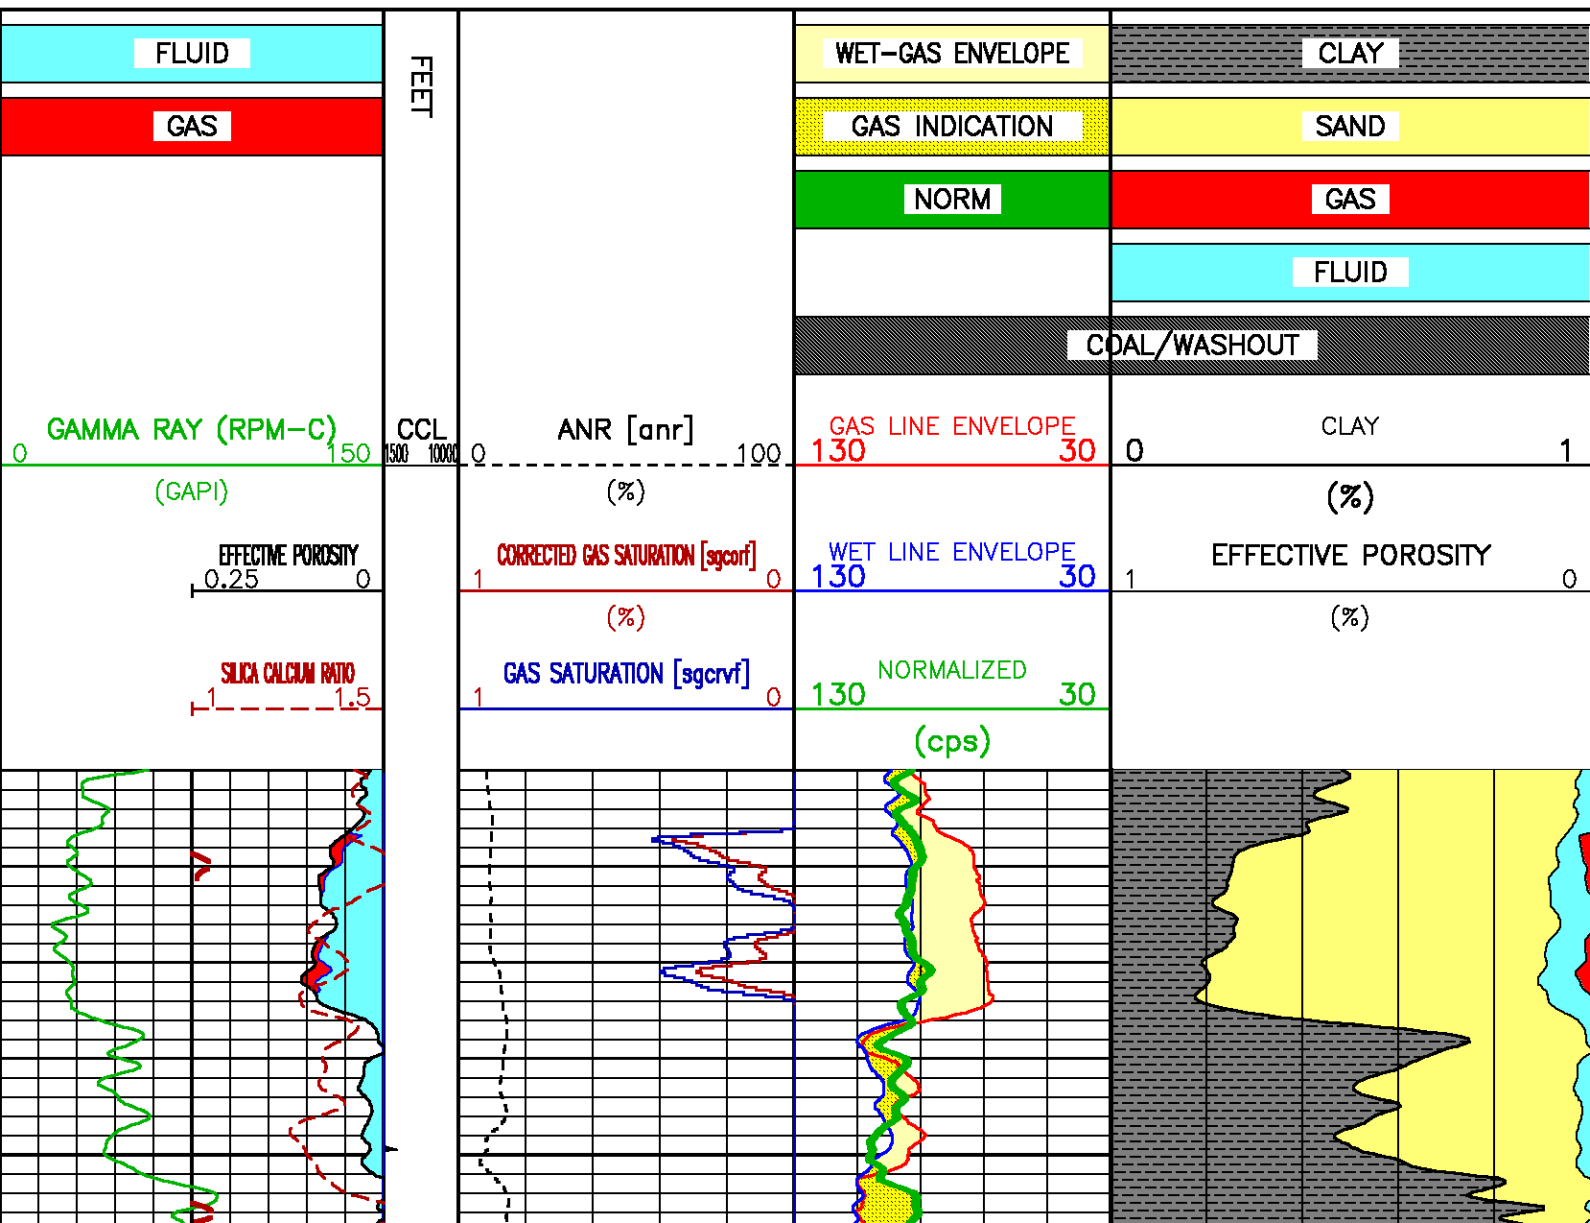 FLUID
GAS
GAMMA RAY (RPM-C)
0 150
(GAPI)
EFFECTIVE POROSITY
0.25 0
SILICA CALCIUM RATIO
1 1.5
FEET
CCL
1500 10000
ANR [anr]
0 100
(%)
CORRECTED GAS SATURATION [sgcorf]
1 0
(%)
GAS SATURATION [sgcrvf]
1 0
WET-GAS ENVELOPE
GAS INDICATION
NORM
COAL/WASHOUT
GAS LINE ENVELOPE
130 30
WET LINE ENVELOPE
130 30
NORMALIZED
130 30
(cps)
CLAY
SAND
GAS
FLUID
CLAY
0 1
(%)
EFFECTIVE POROSITY
1 0
(%)